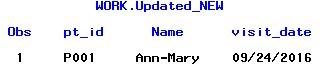 WORK.Updated_NEW
Obs pt_id Name visit_date
1 P001 Ann-Mary 09/24/2016